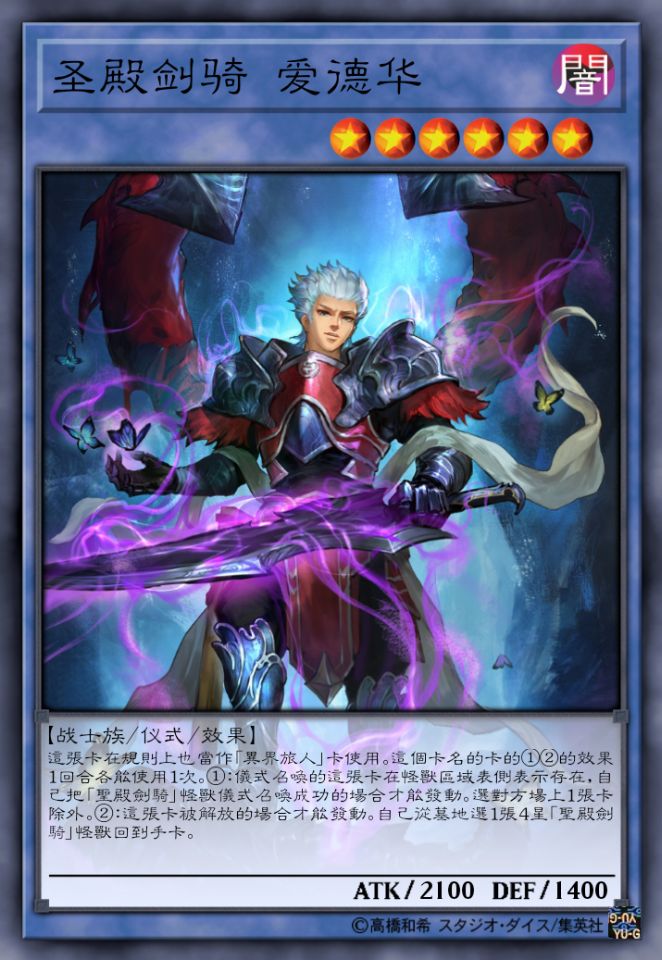 圣殿剑骑 爱德华
闇
【战士族/仪式/效果】
這張卡在規則上也當作「異界旅人」卡使用。這個卡名的卡的①②的效果
1回合各能使用1次。①:儀式召喚的這張卡在怪獸區域表側表示存在,自
己把「聖殿劍騎」怪獸儀式召喚成功的場合才能發動。選對方場上1張卡
除外。②:這張卡被解放的場合才能發動。自己從墓地選1張4星「聖殿劍
騎」怪獸回到手卡。
ATK/2100 DEF/1400
©高橋和希 スタジオ・ダイス/集英社
YU-G